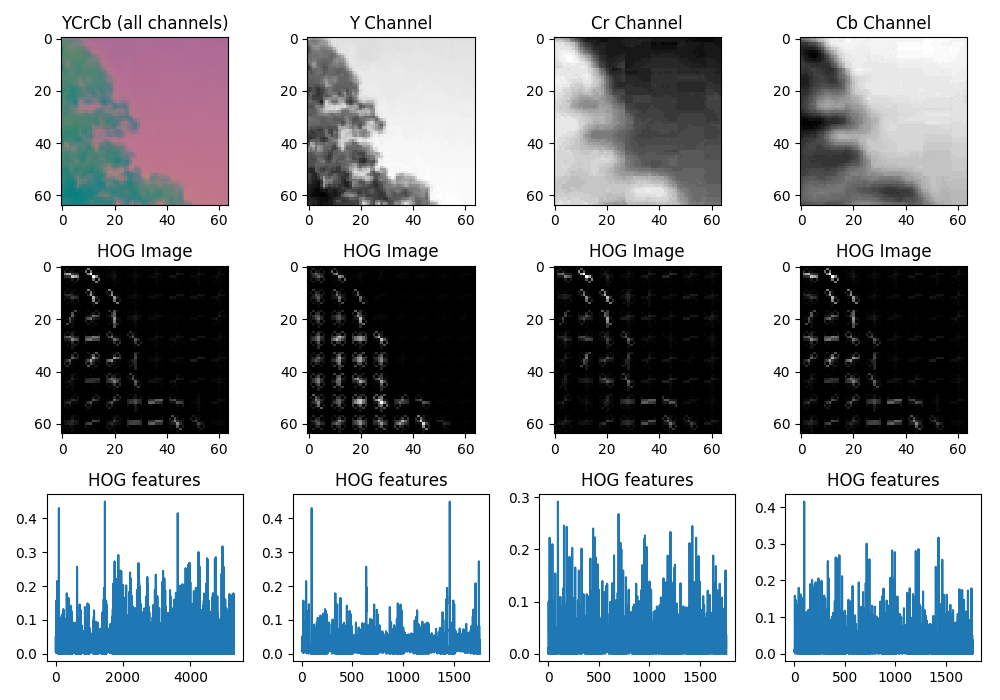 YCrCb (all channels) Y Channel Cr Channel Cb Channel
0 0 0 0
20 20 20 20
40 40 40 40
60 60 60 60
0 20 40 60 0 20 40 60 0 20 40 60 0 20 40 60
HOG Image HOG Image HOG Image HOG Image
0 0 0 0
20 20 20 20
40 40 40 40
60 60 60 60
0 20 40 60 0 20 40 60 0 20 40 60 0 20 40 60
HOG features HOG features HOG features HOG features
0.4 0.4 0.3 0.4
0.3 0.3 0.2 0.3
0.2 0.2 0.1 0.2
0.1 0.1 0.0 0.1
0.0 0.0 0.0
0 2000 4000 0 500 1000 1500 0 500 1000 1500 0 500 1000 1500